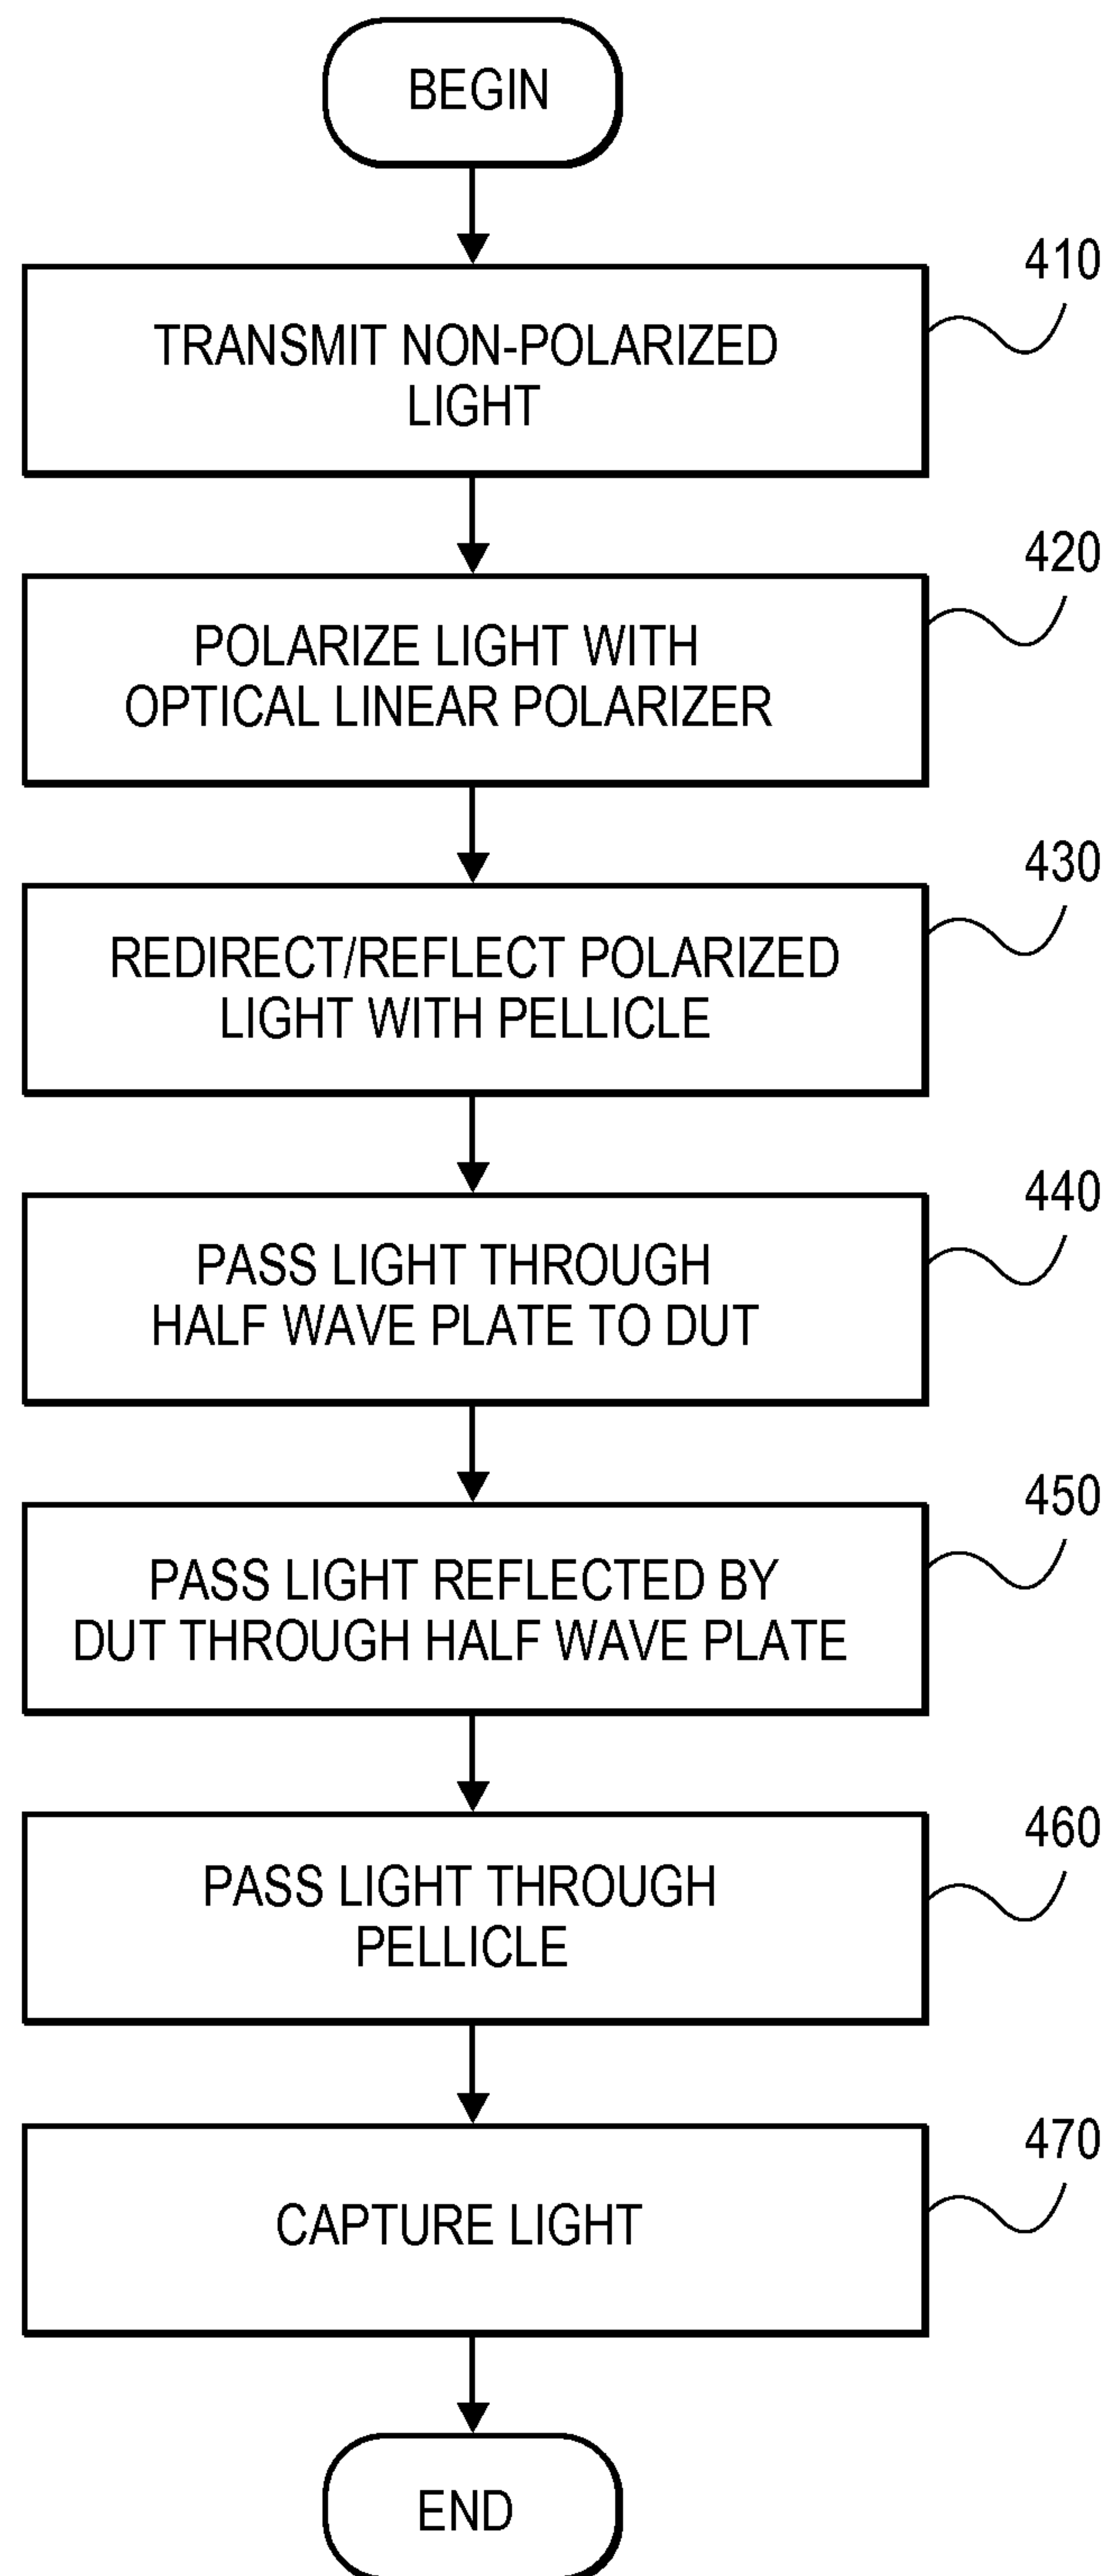 BEGIN
410
TRANSMIT NON-POLARIZED
LIGHT
420
POLARIZE LIGHT WITH
OPTICAL LINEAR POLARIZER
430
REDIRECT/REFLECT POLARIZED
LIGHT WITH PELLICLE
440
PASS LIGHT THROUGH
HALF WAVE PLATE TO DUT
450
PASS LIGHT REFLECTED BY
DUT THROUGH HALF WAVE PLATE
460
PASS LIGHT THROUGH
PELLICLE
470
CAPTURE LIGHT
END